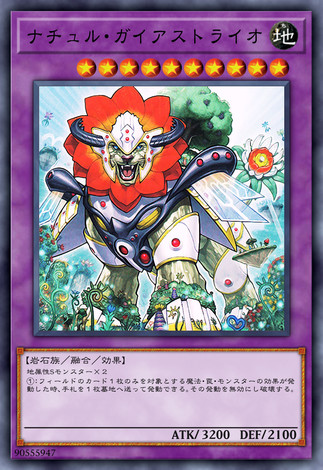 ナチュル・ガイアストライオ
地
【岩石族／融合／効果】
地属性Sモンスター×２
①：フィールドのカード１枚のみを対象とする魔法・罠・モンスターの効果が発
動した時、手札を１枚墓地へ送って発動できる。その発動を無効にし破壊する。
ATK/ 3200 DEF/2100
90555947